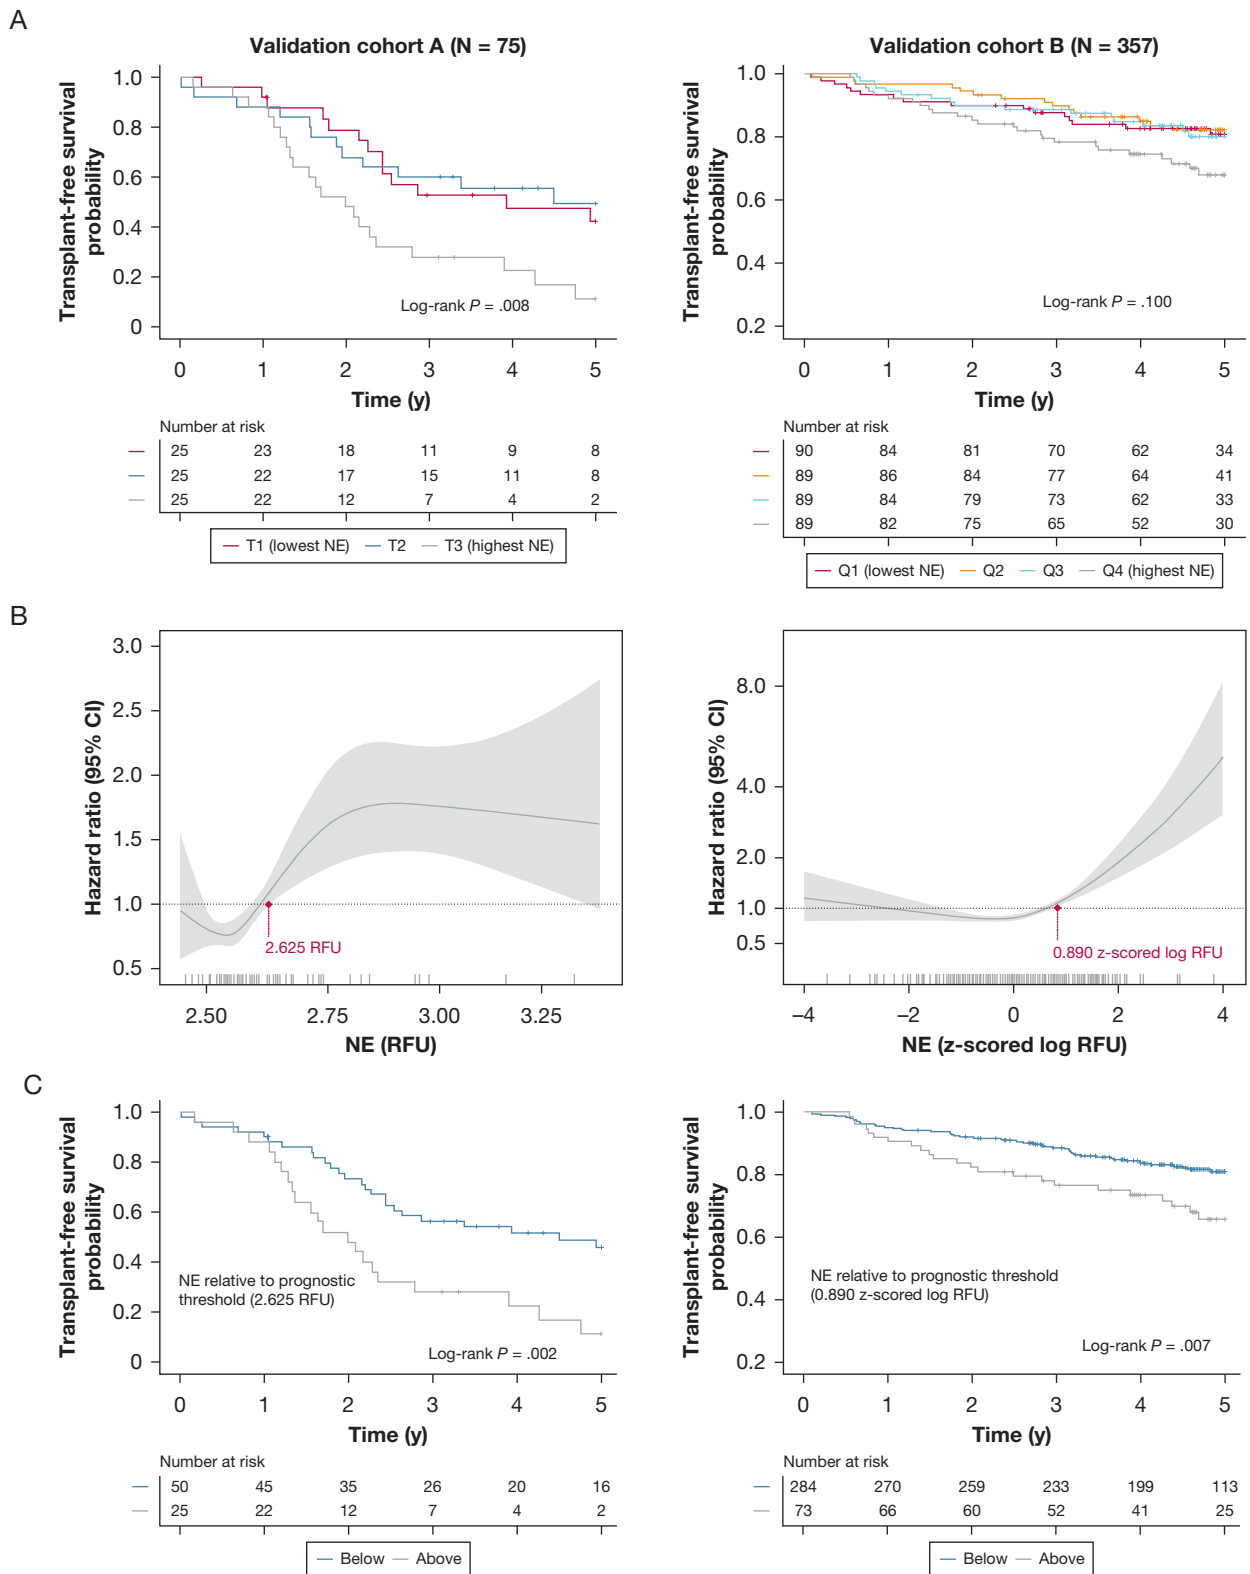 A
Validation cohort A (N = 75)
Transplant-free survival
probability
1.0
0.8
0.6
0.4
0.2
0
Log-rank P = .008
0 1 2 3 4 5
Time (y)
Number at risk
25 23 18 11 9 8
25 22 17 15 11 8
25 22 12 7 4 2
T1 (lowest NE) T2 T3 (highest NE)
Validation cohort B (N = 357)
Transplant-free survival
probability
1.0
0.8
0.6
0.4
0.2
Log-rank P = .100
0 1 2 3 4 5
Time (y)
Number at risk
90 84 81 70 62 34
89 86 84 77 64 41
89 84 79 73 62 33
89 82 75 65 52 30
Q1 (lowest NE) Q2 Q3 Q4 (highest NE)
B
Hazard ratio (95% CI)
3.0
2.5
2.0
1.5
1.0
0.5
2.625 RFU
2.50 2.75 3.00 3.25
NE (RFU)
Hazard ratio (95% CI)
8.0
4.0
2.0
1.0
0.5
0.890 z-scored log RFU
−4 −2 0 2 4
NE (z-scored log RFU)
C
Transplant-free survival
probability
1.0
0.8
0.6
0.4
0.2
0
NE relative to prognostic
threshold (2.625 RFU)
Log-rank P = .002
0 1 2 3 4 5
Time (y)
Number at risk
50 45 35 26 20 16
25 22 12 7 4 2
Below Above
Transplant-free survival
probability
1.0
0.8
0.6
0.4
0.2
NE relative to prognostic threshold
(0.890 z-scored log RFU)
Log-rank P = .007
0 1 2 3 4 5
Time (y)
Number at risk
284 270 259 233 199 113
73 66 60 52 41 25
Below Above